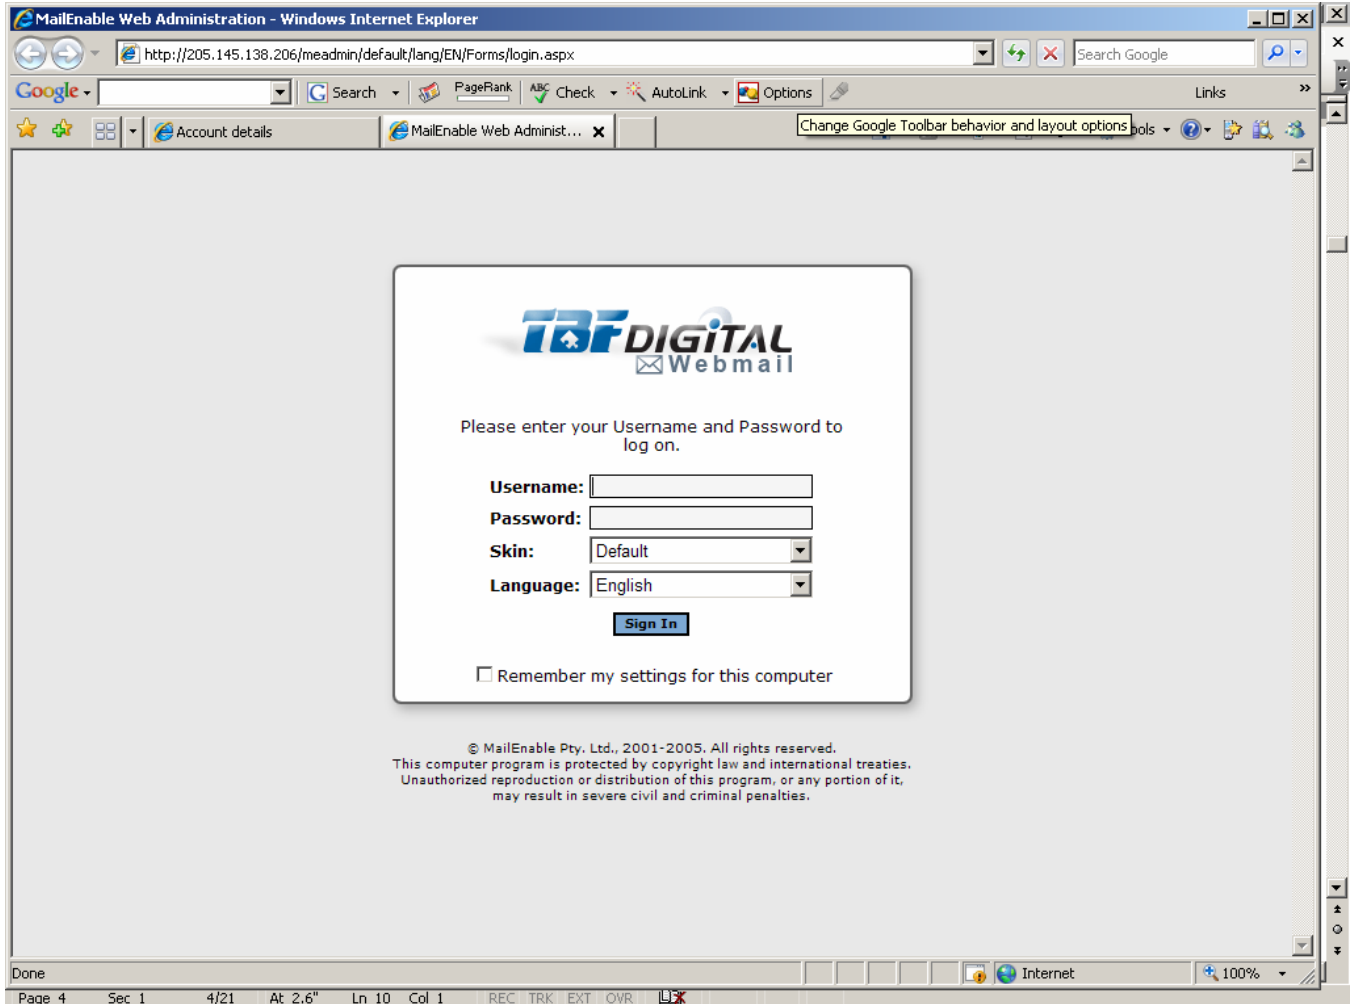 MailEnable Web Administration - Windows Internet Explorer
http://205.145.138.206/meadmin/default/lang/EN/Forms/login.aspx
Search Google
Google
Search
PageRank
ABC Check
AutoLink
Options
Links
Account details
MailEnable Web Administ...
Change Google Toolbar behavior and layout options
TBF DIGITAL
Webmail
Please enter your Username and Password to
log on.
Username:
Password:
Skin: Default
Language: English
Sign In
Remember my settings for this computer
© MailEnable Pty. Ltd., 2001-2005. All rights reserved.
This computer program is protected by copyright law and international treaties.
Unauthorized reproduction or distribution of this program, or any portion of it,
may result in severe civil and criminal penalties.
Done
Internet
100%
Page 4 Sec 1 4/21 At 2.6" Ln 10 Col 1 REC TRK EXT OVR